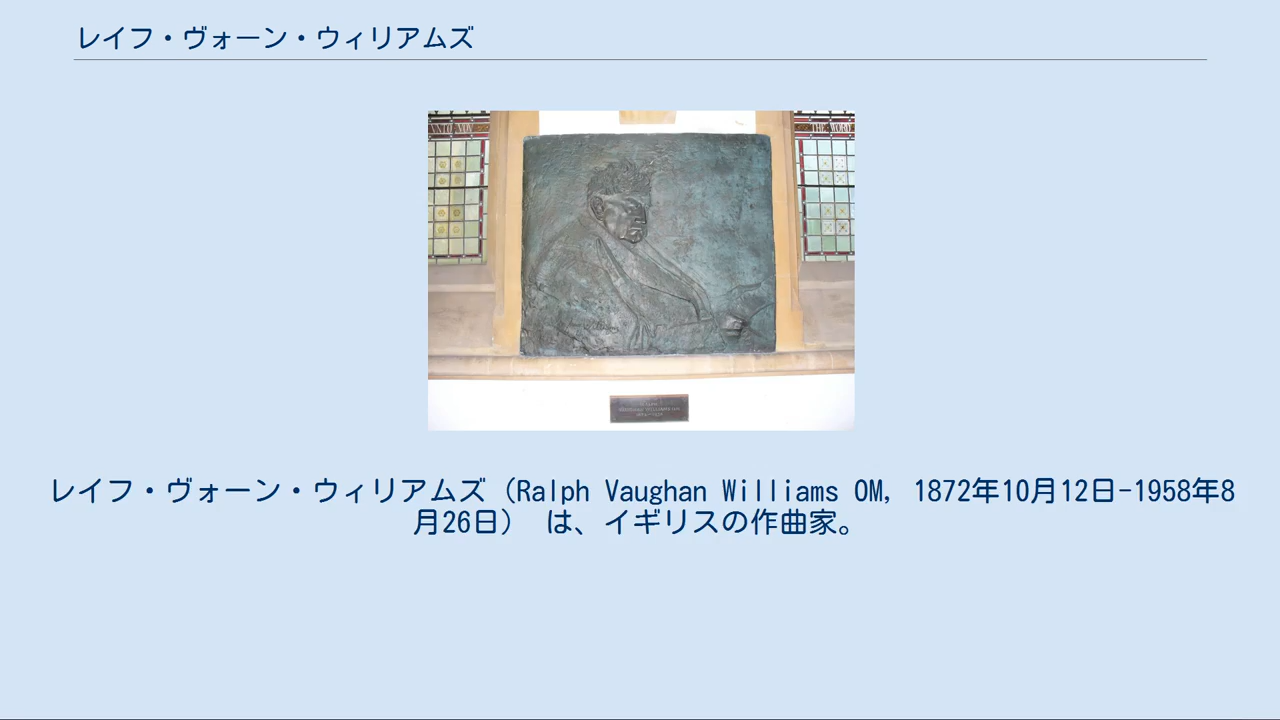 レイフ・ヴォーン・ウィリアムズ
レイフ・ヴォーン・ウィリアムズ（Ralph Vaughan Williams OM, 1872年10月12日-1958年8
月26日） は、イギリスの作曲家。